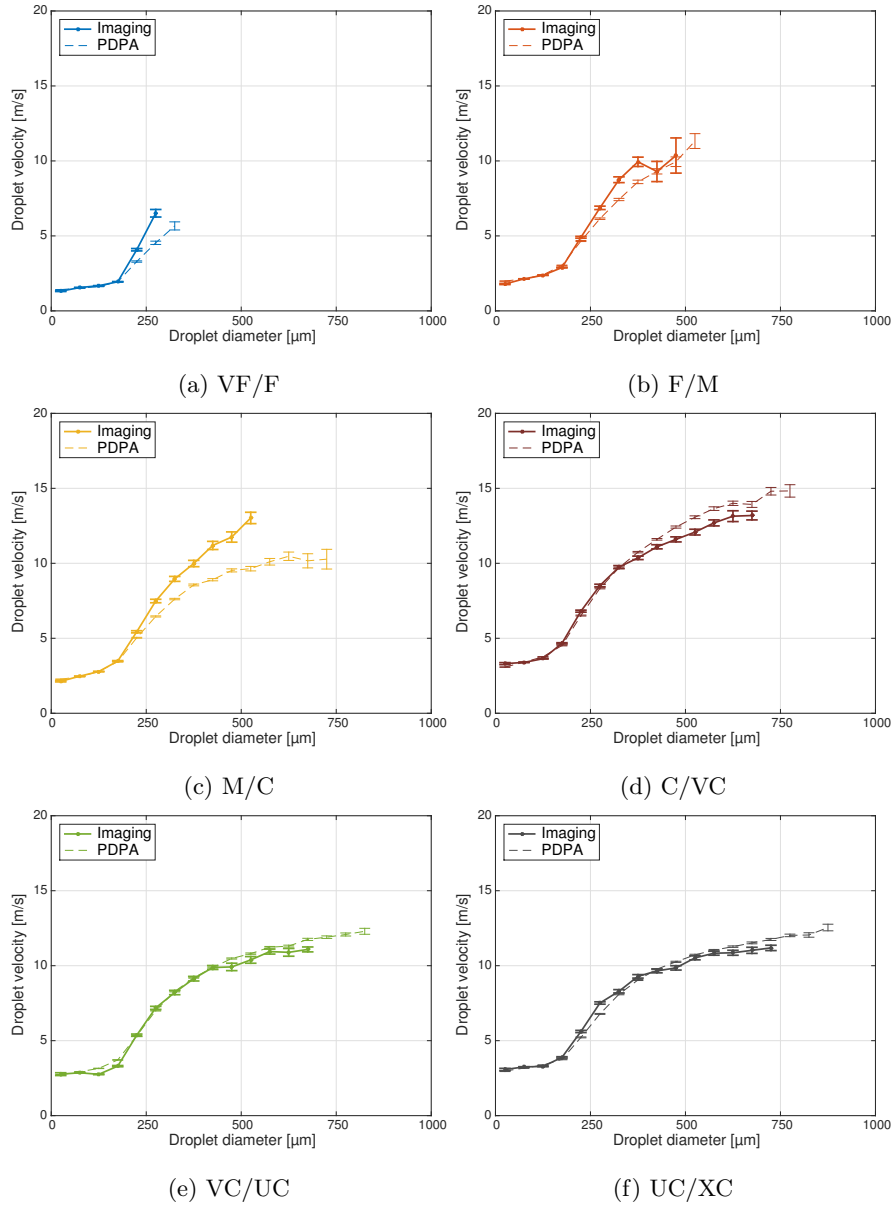 20
15
10
5
0
Droplet velocity [m/s]
Imaging
PDPA
0 250 500 750 1000
Droplet diameter [µm]
(a) VF/F
20
15
10
5
0
Droplet velocity [m/s]
Imaging
PDPA
0 250 500 750 1000
Droplet diameter [µm]
(b) F/M
20
15
10
5
0
Droplet velocity [m/s]
Imaging
PDPA
0 250 500 750 1000
Droplet diameter [µm]
(c) M/C
20
15
10
5
0
Droplet velocity [m/s]
Imaging
PDPA
0 250 500 750 1000
Droplet diameter [µm]
(d) C/VC
20
15
10
5
0
Droplet velocity [m/s]
Imaging
PDPA
0 250 500 750 1000
Droplet diameter [µm]
(e) VC/UC
20
15
10
5
0
Droplet velocity [m/s]
Imaging
PDPA
0 250 500 750 1000
Droplet diameter [µm]
(f) UC/XC